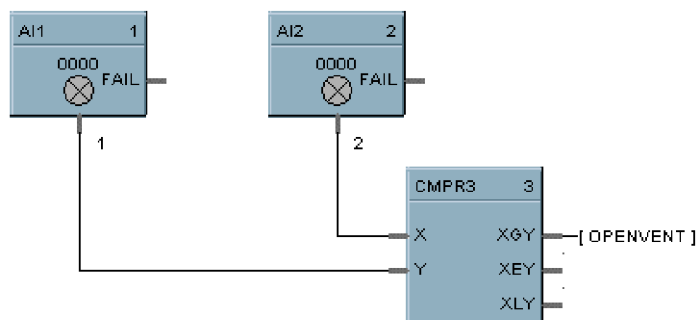 AI1 1
AI2 2
0000
FAIL
0000
FAIL
1
2
CMPR3 3
X XGY [ OPENVENT ]
Y XEY
XLY